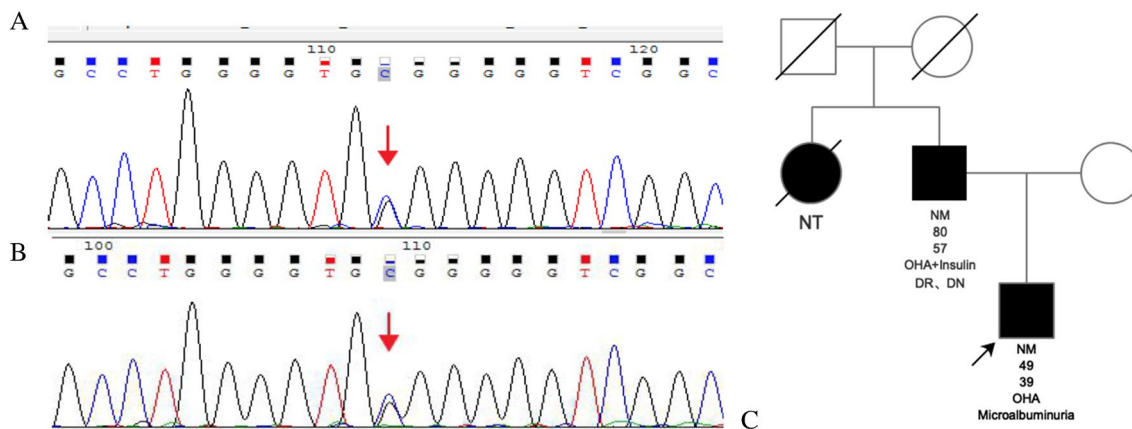 A
110 120
G C C T G G G G T G C G G G G G T C G G C
B
100 110
G C C T G G G G T G C G G G G G T C G G C
C
NT
NM
80
57
OHA+Insulin
DR、DN
NM
49
39
OHA
Microalbuminuria